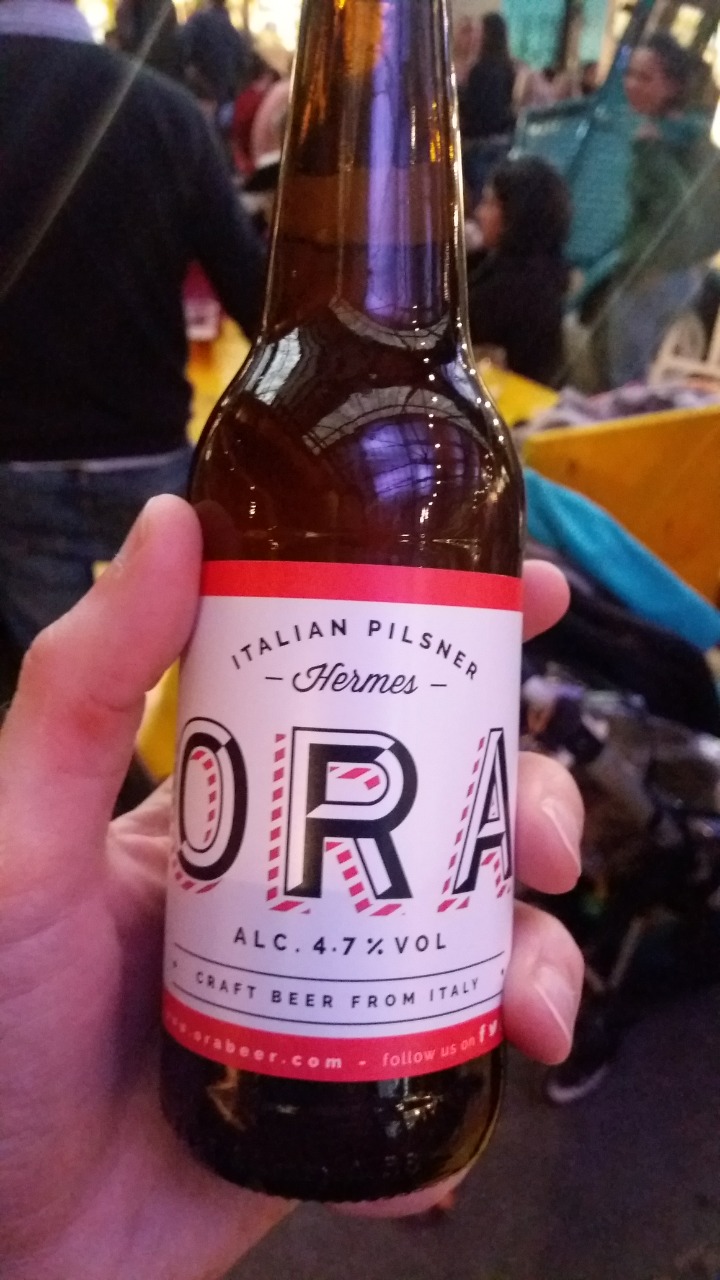 ITALIAN PILSNER
– Hermes –
ORA
ALC. 4.7% VOL
CRAFT BEER FROM ITALY
.orabeer.com - follow us on